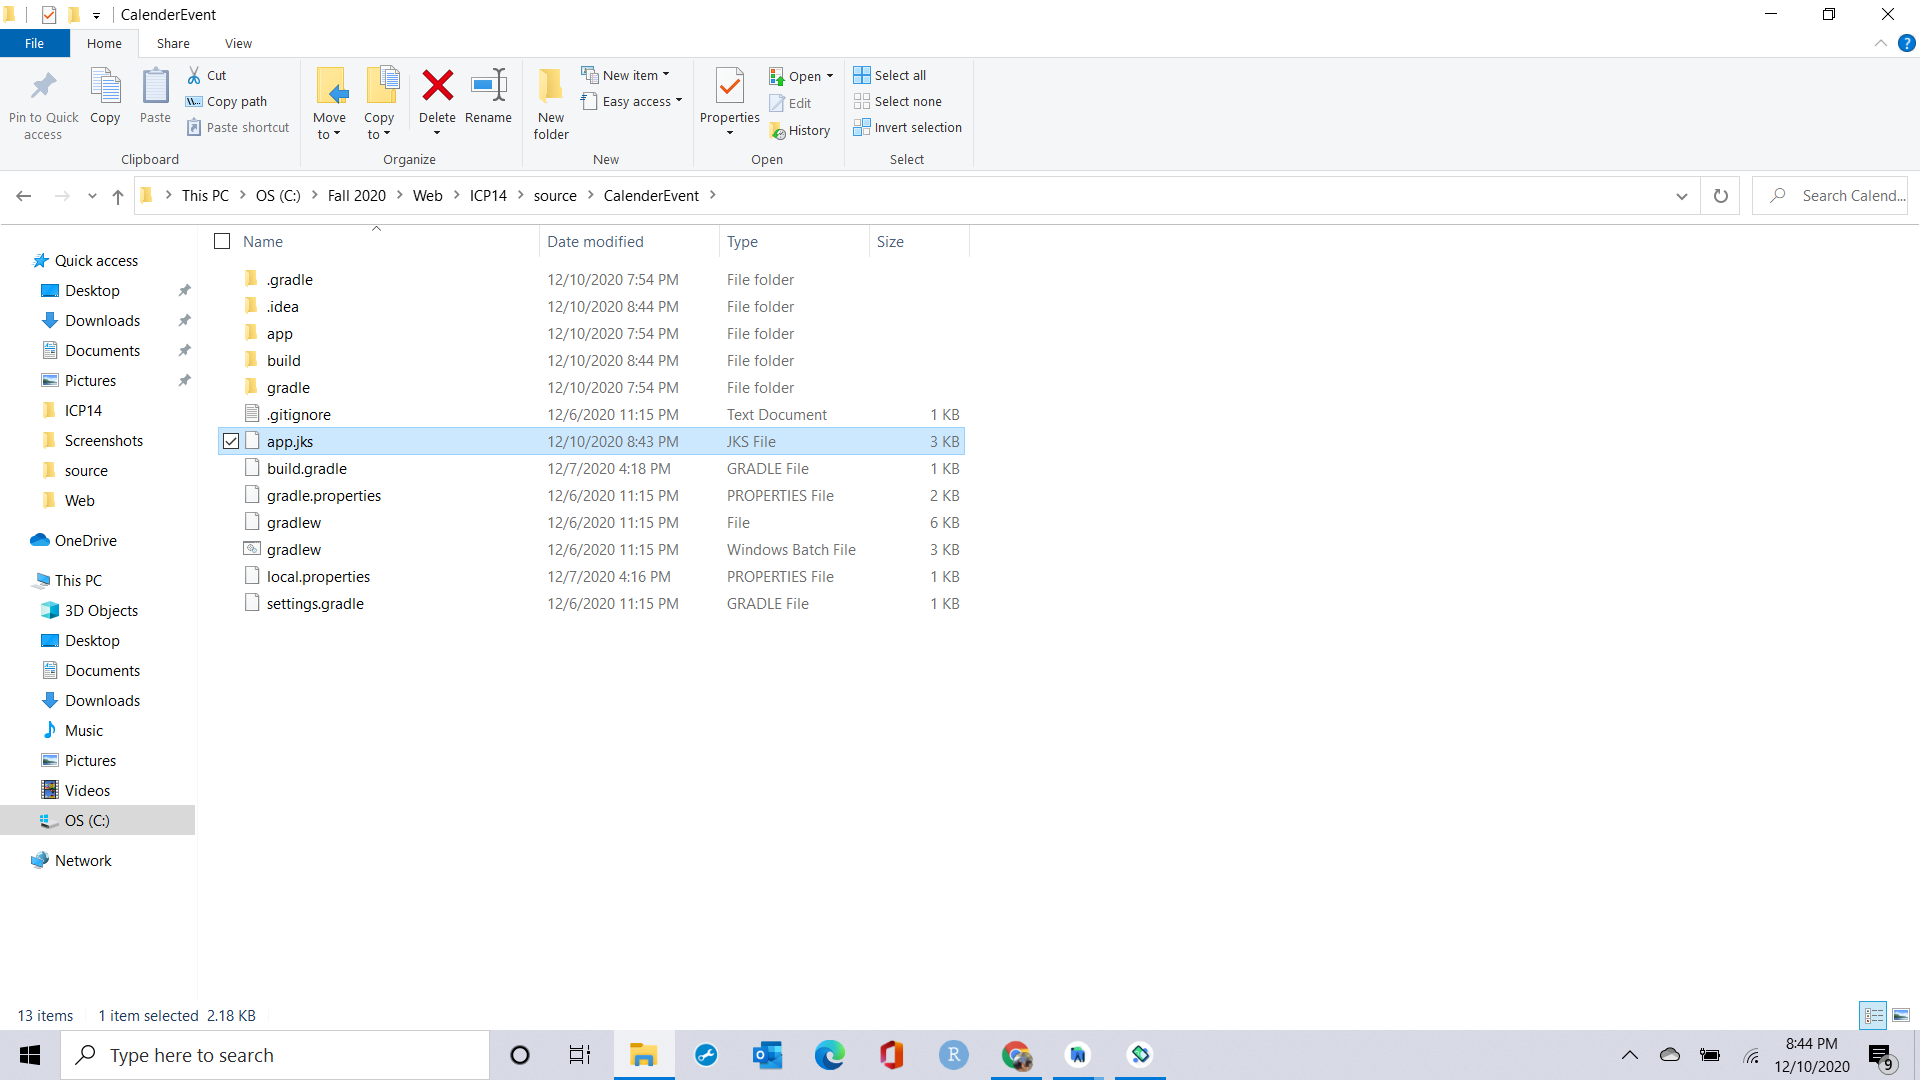 CalenderEvent
File Home Share View
Pin to Quick access
Copy
Paste
Cut
Copy path
Paste shortcut
Clipboard
Move to
Copy to
Delete
Rename
Organize
New folder
New item
Easy access
New
Properties
Open
Edit
History
Open
Select all
Select none
Invert selection
Select
This PC > OS (C:) > Fall 2020 > Web > ICP14 > source > CalenderEvent >
Search Calend...
Quick access
Desktop
Downloads
Documents
Pictures
ICP14
Screenshots
source
Web
OneDrive
This PC
3D Objects
Desktop
Documents
Downloads
Music
Pictures
Videos
OS (C:)
Network
Name Date modified Type Size
.gradle 12/10/2020 7:54 PM File folder
.idea 12/10/2020 8:44 PM File folder
app 12/10/2020 7:54 PM File folder
build 12/10/2020 8:44 PM File folder
gradle 12/10/2020 7:54 PM File folder
.gitignore 12/6/2020 11:15 PM Text Document 1 KB
app.jks 12/10/2020 8:43 PM JKS File 3 KB
build.gradle 12/7/2020 4:18 PM GRADLE File 1 KB
gradle.properties 12/6/2020 11:15 PM PROPERTIES File 2 KB
gradlew 12/6/2020 11:15 PM File 6 KB
gradlew 12/6/2020 11:15 PM Windows Batch File 3 KB
local.properties 12/7/2020 4:16 PM PROPERTIES File 1 KB
settings.gradle 12/6/2020 11:15 PM GRADLE File 1 KB
13 items 1 item selected 2.18 KB
Type here to search
R
8:44 PM
12/10/2020
9